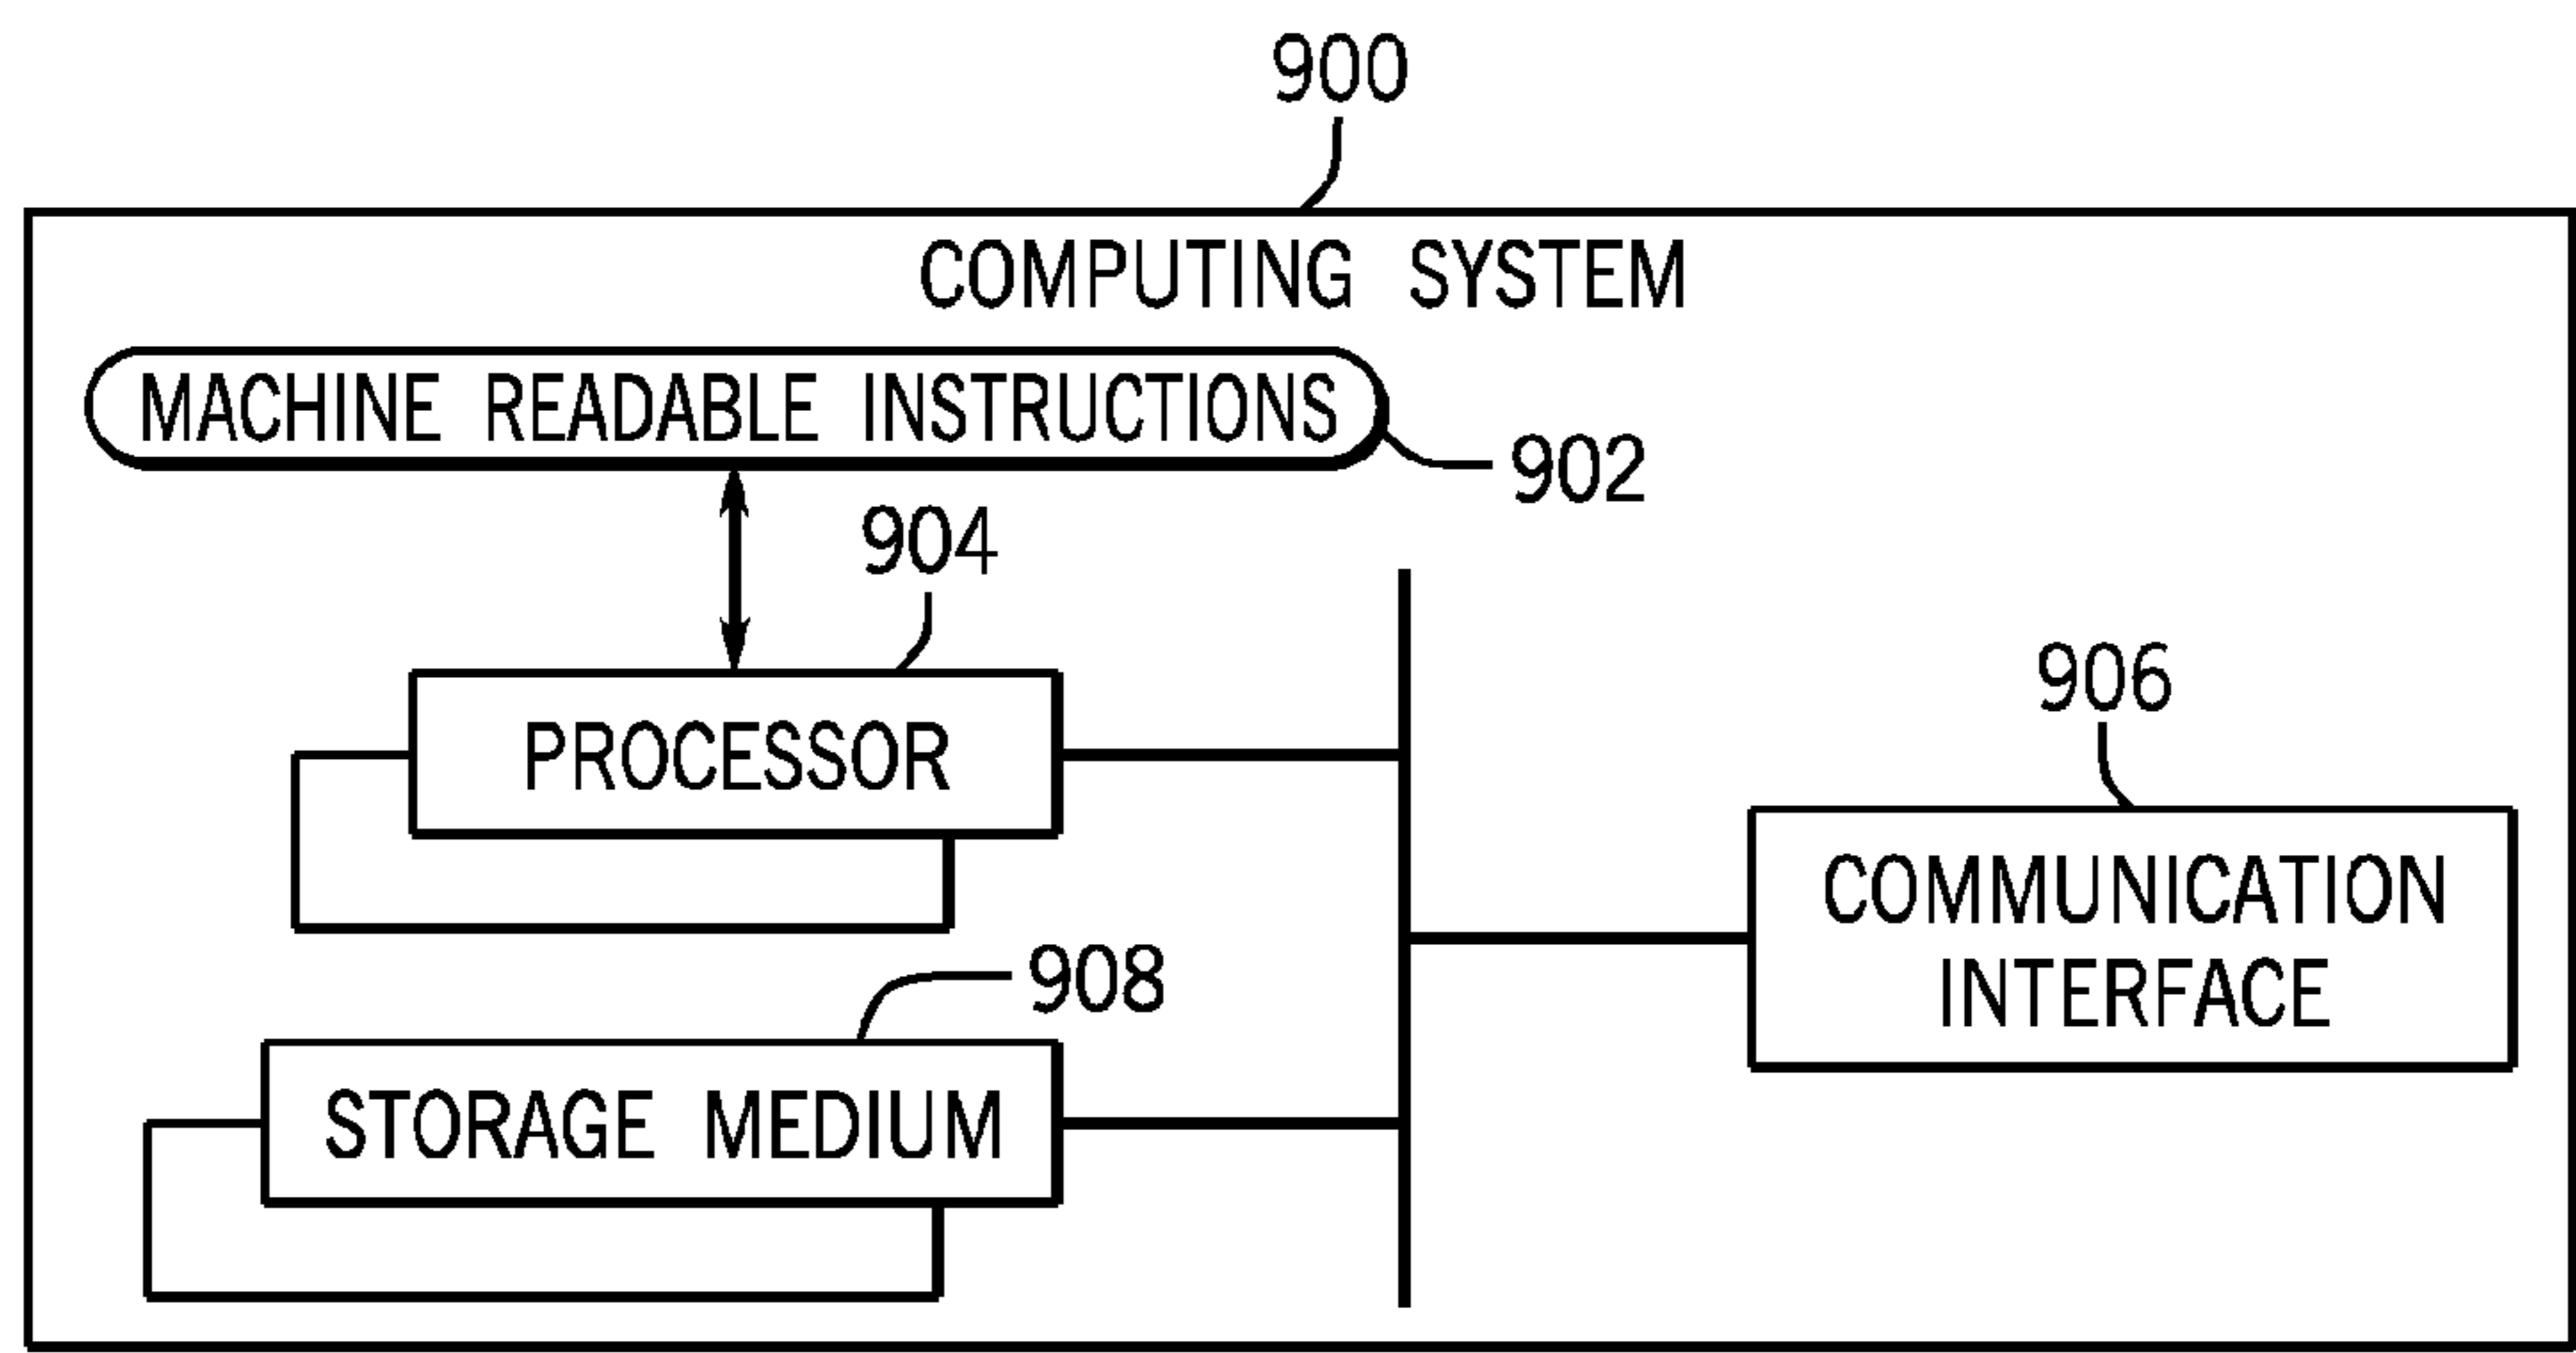 900
COMPUTING SYSTEM
MACHINE READABLE INSTRUCTIONS
902
904
PROCESSOR
906
COMMUNICATION
INTERFACE
908
STORAGE MEDIUM